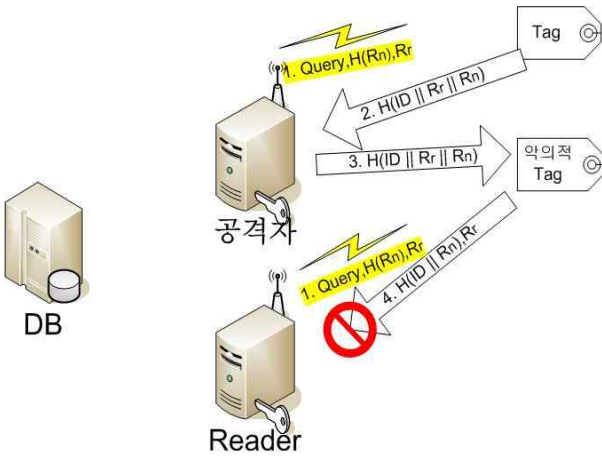 1. Query,H(Rn),Rr
Tag
2. H(ID || Rr || Rn)
3. H(ID || Rr || Rn)
악의적
Tag
공격자
1. Query,H(Rn),Rr
4. H(ID || Rn),Rr
DB
Reader